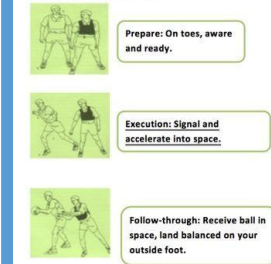 Prepare: On toes, aware
and ready.
Execution: Signal and
accelerate into space.
Follow-through: Receive ball in
space, land balanced on your
outside foot.